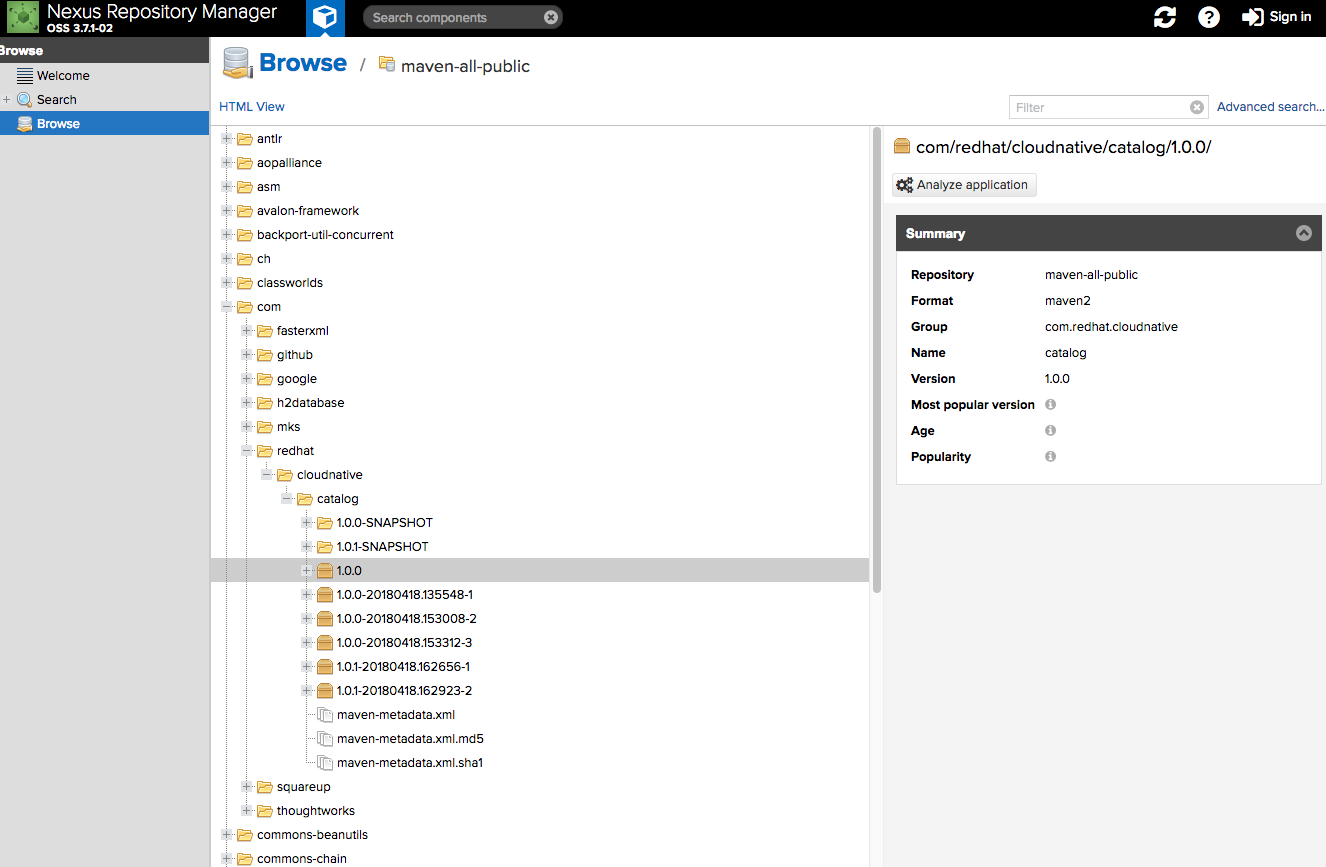 Nexus Repository Manager
OSS 3.7.1-02
Search components
Sign in
Browse
Welcome
Search
Browse
Browse / maven-all-public
HTML View
Filter
Advanced search...
antlr
aopalliance
asm
avalon-framework
backport-util-concurrent
ch
classworlds
com
fasterxml
github
google
h2database
mks
redhat
cloudnative
catalog
1.0.0-SNAPSHOT
1.0.1-SNAPSHOT
1.0.0
1.0.0-20180418.135548-1
1.0.0-20180418.153008-2
1.0.0-20180418.153312-3
1.0.1-20180418.162656-1
1.0.1-20180418.162923-2
maven-metadata.xml
maven-metadata.xml.md5
maven-metadata.xml.sha1
squareup
thoughtworks
commons-beanutils
commons-chain
com/redhat/cloudnative/catalog/1.0.0/
Analyze application
Summary
Repository maven-all-public
Format maven2
Group com.redhat.cloudnative
Name catalog
Version 1.0.0
Most popular version
Age
Popularity